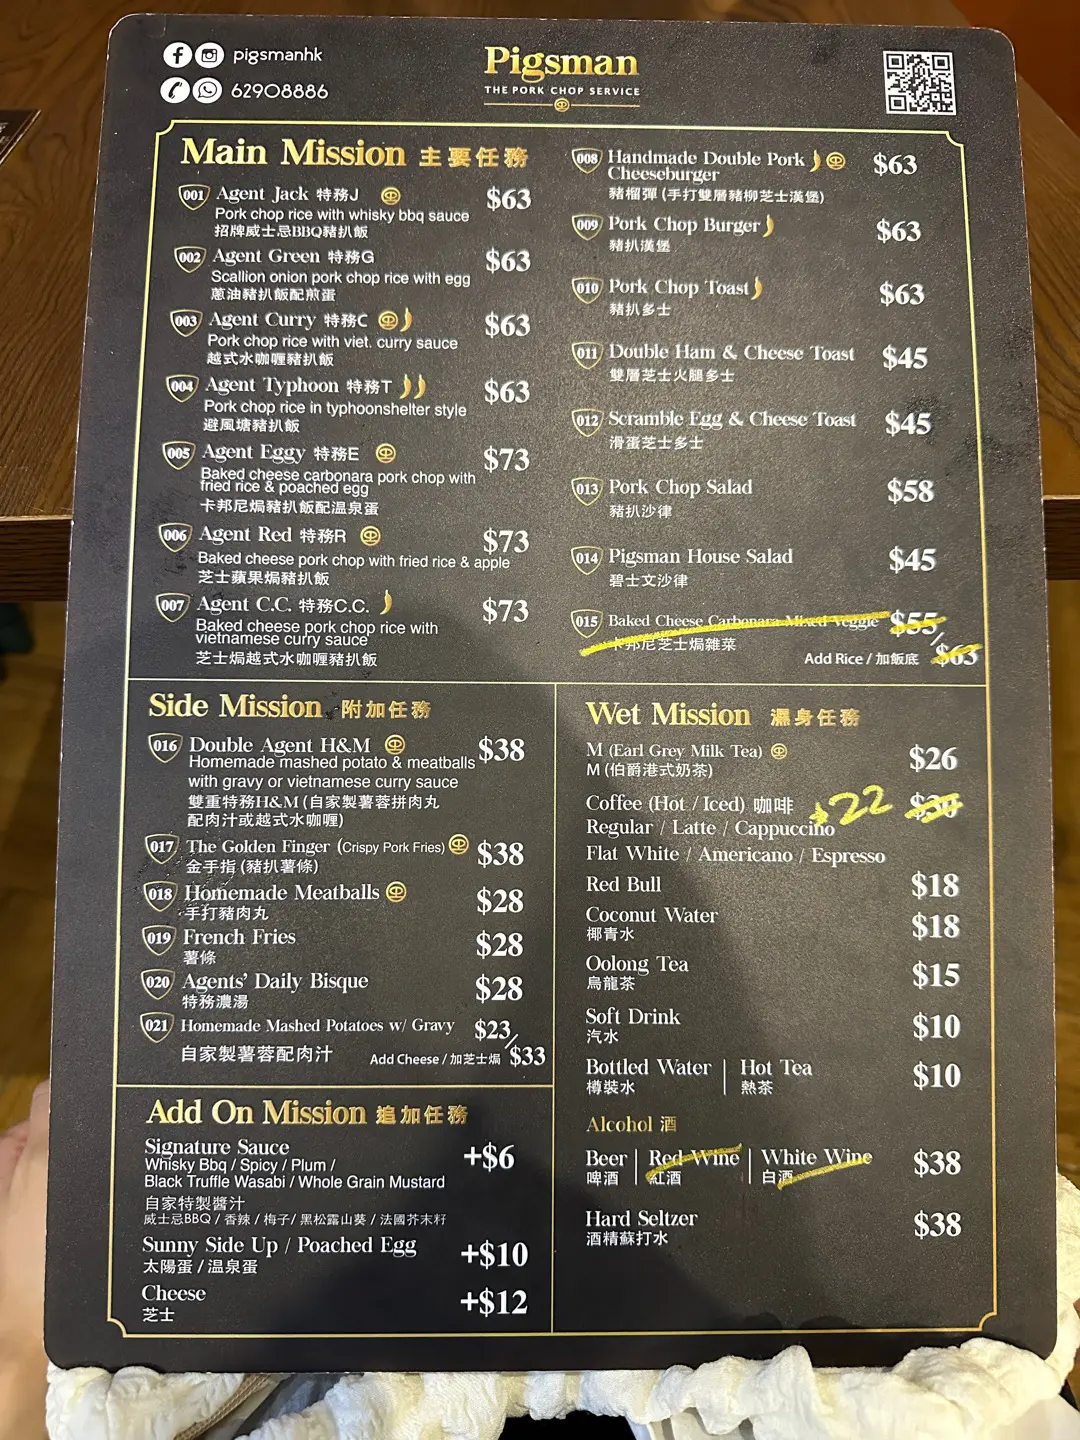 pigsmanhk
62908886
Pigsman
THE PORK CHOP SERVICE
Main Mission 主要任務
001 Agent Jack 特務J $63
Pork chop rice with whisky bbq sauce
招牌威士忌BBQ豬扒飯
002 Agent Green 特務G $63
Scallion onion pork chop rice with egg
蔥油豬扒飯配煎蛋
003 Agent Curry 特務C $63
Pork chop rice with viet. curry sauce
越式水咖喱豬扒飯
004 Agent Typhoon 特務T $63
Pork chop rice in typhoonshelter style
避風塘豬扒飯
005 Agent Eggy 特務E $73
Baked cheese carbonara pork chop with
fried rice & poached egg
卡邦尼焗豬扒飯配温泉蛋
006 Agent Red 特務R $73
Baked cheese pork chop with fried rice & apple
芝士蘋果焗豬扒飯
007 Agent C.C. 特務C.C. $73
Baked cheese pork chop rice with
vietnamese curry sauce
芝士焗越式水咖喱豬扒飯
008 Handmade Double Pork $63
Cheeseburger
豬榴彈 (手打雙層豬柳芝士漢堡)
009 Pork Chop Burger $63
豬扒漢堡
010 Pork Chop Toast $63
豬扒多士
011 Double Ham & Cheese Toast $45
雙層芝士火腿多士
012 Scramble Egg & Cheese Toast $45
滑蛋芝士多士
013 Pork Chop Salad $58
豬扒沙律
014 Pigsman House Salad $45
碧士文沙律
015 Baked Cheese Carbonara Mixed Veggie $55/
卡邦尼芝士焗雜菜
Add Rice / 加飯底 $63
Side Mission 附加任務
016 Double Agent H&M $38
Homemade mashed potato & meatballs
with gravy or vietnamese curry sauce
雙重特務H&M (自家製薯蓉拼肉丸
配肉汁或越式水咖喱)
017 The Golden Finger (Crispy Pork Fries) $38
金手指 (豬扒薯條)
018 Homemade Meatballs $28
手打豬肉丸
019 French Fries $28
薯條
020 Agents' Daily Bisque $28
特務濃湯
021 Homemade Mashed Potatoes w/ Gravy $23/
自家製薯蓉配肉汁 Add Cheese / 加芝士焗 $33
Add On Mission 追加任務
Signature Sauce +$6
Whisky Bbq / Spicy / Plum /
Black Truffle Wasabi / Whole Grain Mustard
自家特製醬汁
威士忌BBQ / 香辣 / 梅子/ 黑松露山葵 / 法國芥末籽
Sunny Side Up / Poached Egg +$10
太陽蛋 / 温泉蛋
Cheese +$12
芝士
Wet Mission 濕身任務
M (Earl Grey Milk Tea) $26
M (伯爵港式奶茶)
Coffee (Hot / Iced) 咖啡 $22 $30
Regular / Latte / Cappuccino
Flat White / Americano / Espresso
Red Bull $18
Coconut Water $18
椰青水
Oolong Tea $15
烏龍茶
Soft Drink $10
汽水
Bottled Water | Hot Tea $10
樽裝水 熱茶
Alcohol 酒
Beer | Red Wine | White Wine $38
啤酒 紅酒 白酒
Hard Seltzer $38
酒精蘇打水